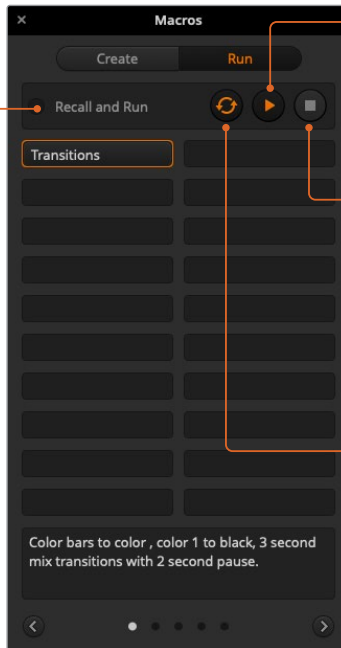 Macros
Create
Run
Recall and Run
Transitions
Color bars to color , color 1 to black, 3 second
mix transitions with 2 second pause.